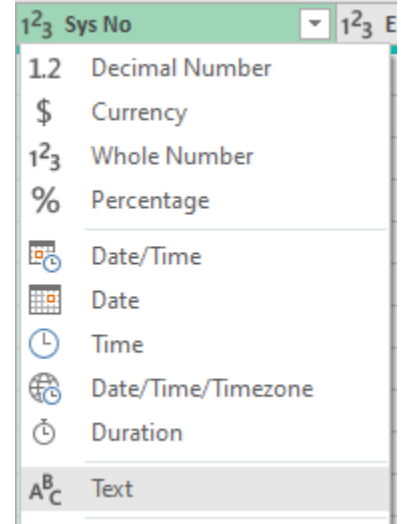 1²3 Sys No
1²3 E
1.2 Decimal Number
$ Currency
1²3 Whole Number
% Percentage
Date/Time
Date
Time
Date/Time/Timezone
Duration
ABC Text